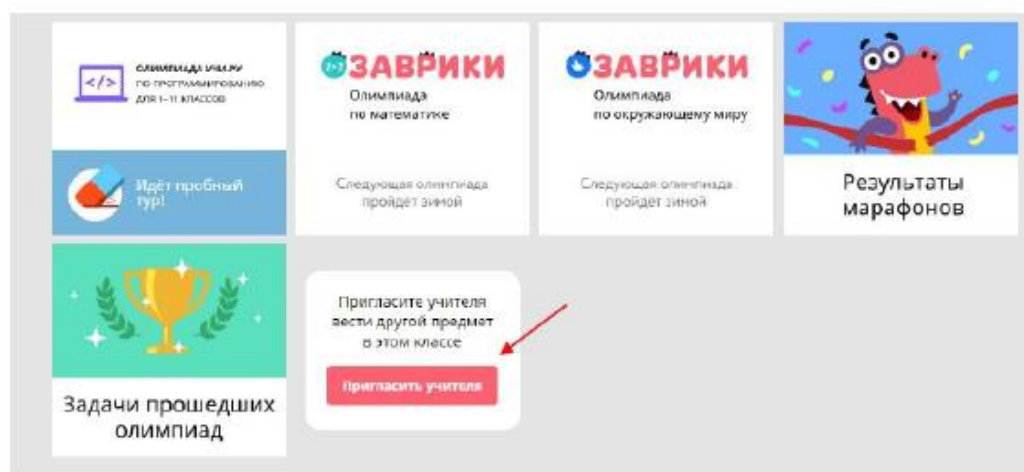 </>
ОЛИМПИАДА УЧИ.РУ
ПО ПРОГРАММИРОВАНИЮ
ДЛЯ 1–11 КЛАССОВ
Идёт пробный
тур!
2+2
ЗАВРИКИ
Олимпиада
по математике
Следующая олимпиада
пройдёт зимой
ЗАВРИКИ
Олимпиада
по окружающему миру
Следующая олимпиада
пройдёт зимой
Результаты
марафонов
Задачи прошедших
олимпиад
Пригласите учителя
вести другой предмет
в этом классе
Пригласить учителя